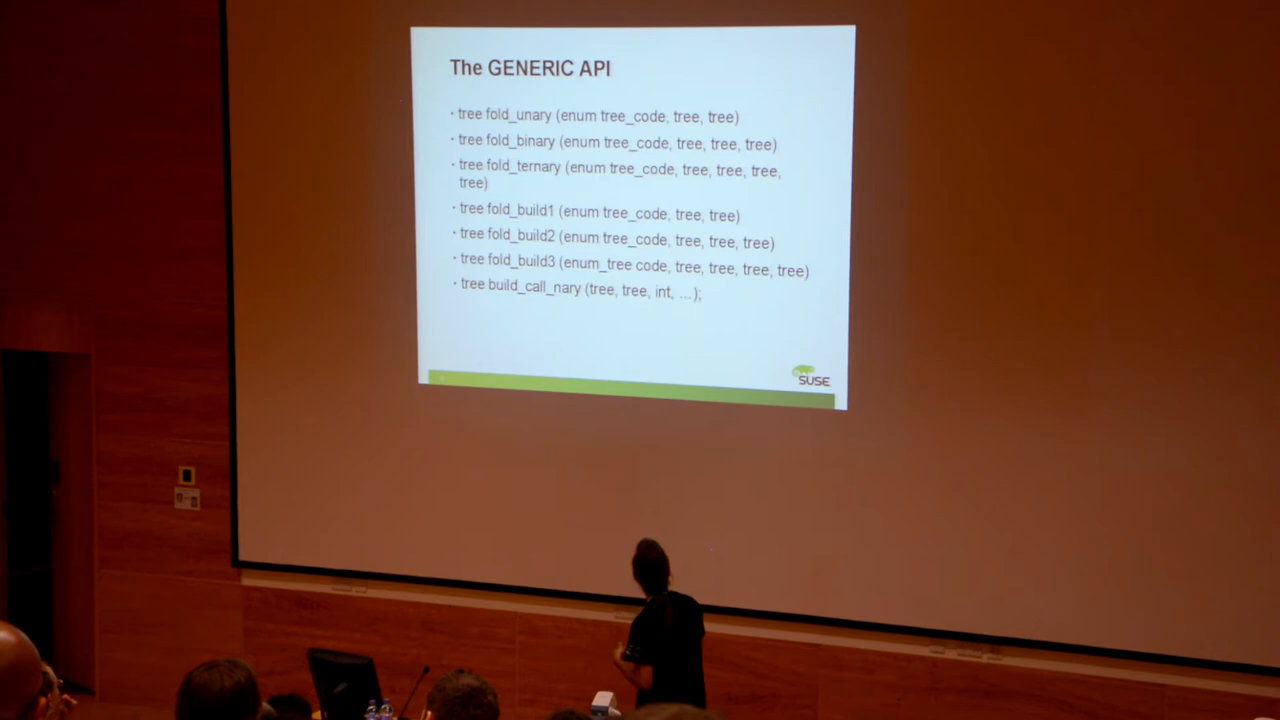 The GENERIC API
· tree fold_unary (enum tree_code, tree, tree)
· tree fold_binary (enum tree_code, tree, tree, tree)
· tree fold_ternary (enum tree_code, tree, tree, tree,
tree)
· tree fold_build1 (enum tree_code, tree, tree)
· tree fold_build2 (enum tree_code, tree, tree, tree)
· tree fold_build3 (enum_tree code, tree, tree, tree, tree)
· tree build_call_nary (tree, tree, int, ...);
SUSE